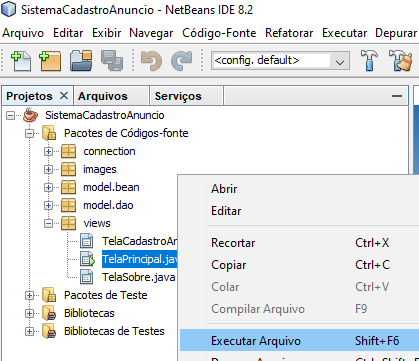 SistemaCadastroAnuncio - NetBeans IDE 8.2
Arquivo Editar Exibir Navegar Código-Fonte Refatorar Executar Depurar
<config. default>
Projetos Arquivos Serviços
SistemaCadastroAnuncio
Pacotes de Códigos-fonte
connection
images
model.bean
model.dao
views
TelaCadastroAr
TelaPrincipal.jav
TelaSobre.java
Pacotes de Teste
Bibliotecas
Bibliotecas de Testes
Abrir
Editar
Recortar Ctrl+X
Copiar Ctrl+C
Colar Ctrl+V
Compilar Arquivo F9
Executar Arquivo Shift+F6